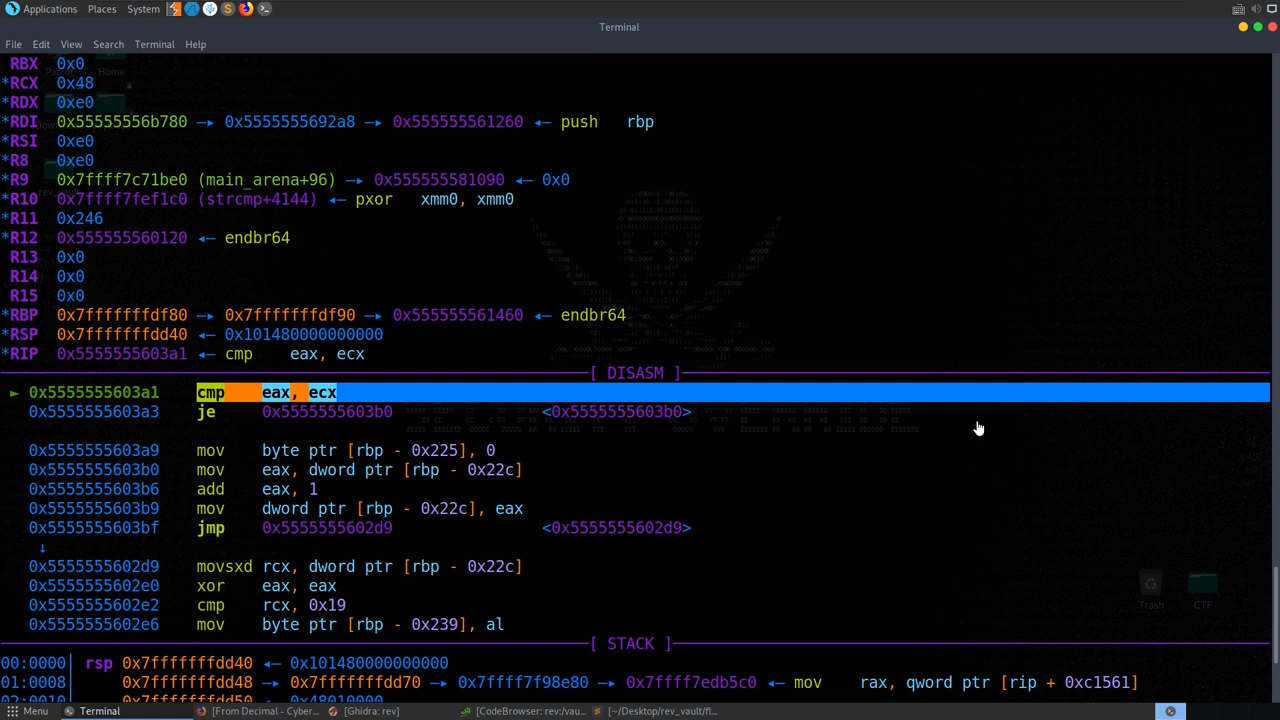 Applications Places System
Terminal
File Edit View Search Terminal Help
RBX 0x0
*RCX 0x48
*RDX 0xe0
*RDI 0x55555556b780 —▸ 0x5555555692a8 —▸ 0x555555561260 ◂— push rbp
*RSI 0xe0
*R8 0xe0
*R9 0x7ffff7c71be0 (main_arena+96) —▸ 0x555555581090 ◂— 0x0
*R10 0x7ffff7fef1c0 (strcmp+4144) ◂— pxor xmm0, xmm0
*R11 0x246
*R12 0x555555560120 ◂— endbr64
R13 0x0
R14 0x0
R15 0x0
*RBP 0x7fffffffdf80 —▸ 0x7fffffffdf90 —▸ 0x555555561460 ◂— endbr64
*RSP 0x7fffffffdd40 ◂— 0x101480000000000
*RIP 0x5555555603a1 ◂— cmp eax, ecx
[ DISASM ]
► 0x5555555603a1 cmp eax, ecx
0x5555555603a3 je 0x5555555603b0 <0x5555555603b0>
0x5555555603a9 mov byte ptr [rbp - 0x225], 0
0x5555555603b0 mov eax, dword ptr [rbp - 0x22c]
0x5555555603b6 add eax, 1
0x5555555603b9 mov dword ptr [rbp - 0x22c], eax
0x5555555603bf jmp 0x5555555602d9 <0x5555555602d9>
↓
0x5555555602d9 movsxd rcx, dword ptr [rbp - 0x22c]
0x5555555602e0 xor eax, eax
0x5555555602e2 cmp rcx, 0x19
0x5555555602e6 mov byte ptr [rbp - 0x239], al
Trash CTF
[ STACK ]
00:0000│ rsp 0x7fffffffdd40 ◂— 0x101480000000000
01:0008│ 0x7fffffffdd48 —▸ 0x7fffffffdd70 —▸ 0x7ffff7f98e80 —▸ 0x7ffff7edb5c0 ◂— mov rax, qword ptr [rip + 0xc1561]
02:0010│ 0x7fffffffdd50 ◂— 0x48010000
Menu Terminal [From Decimal - Cyber... [Ghidra: rev] [CodeBrowser: rev:/vau... [~/Desktop/rev_vault/fl...